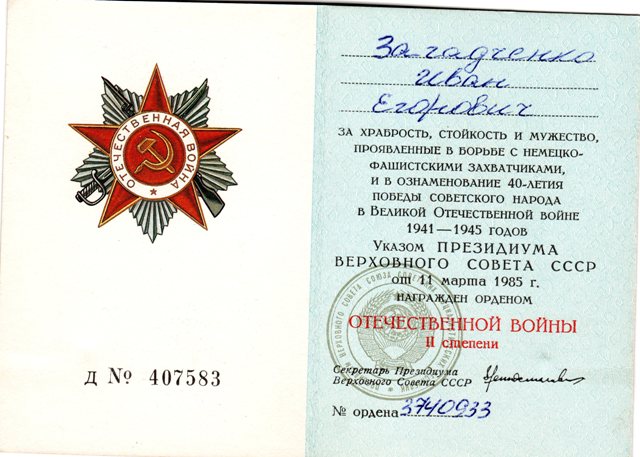 ОТЕЧЕСТВЕННАЯ ВОЙНА
Д № 407583
Загадченко
Иван
Егорович
ЗА ХРАБРОСТЬ, СТОЙКОСТЬ И МУЖЕСТВО,
ПРОЯВЛЕННЫЕ В БОРЬБЕ С НЕМЕЦКО-
ФАШИСТСКИМИ ЗАХВАТЧИКАМИ,
И В ОЗНАМЕНОВАНИЕ 40-ЛЕТИЯ
ПОБЕДЫ СОВЕТСКОГО НАРОДА
В ВЕЛИКОЙ ОТЕЧЕСТВЕННОЙ ВОЙНЕ
1941—1945 ГОДОВ
УКАЗОМ ПРЕЗИДИУМА
ВЕРХОВНОГО СОВЕТА СССР
от 11 марта 1985 г.
НАГРАЖДЕН ОРДЕНОМ
ОТЕЧЕСТВЕННОЙ ВОЙНЫ
II степени
Секретарь Президиума
Верховного Совета СССР
№ ордена 3740933